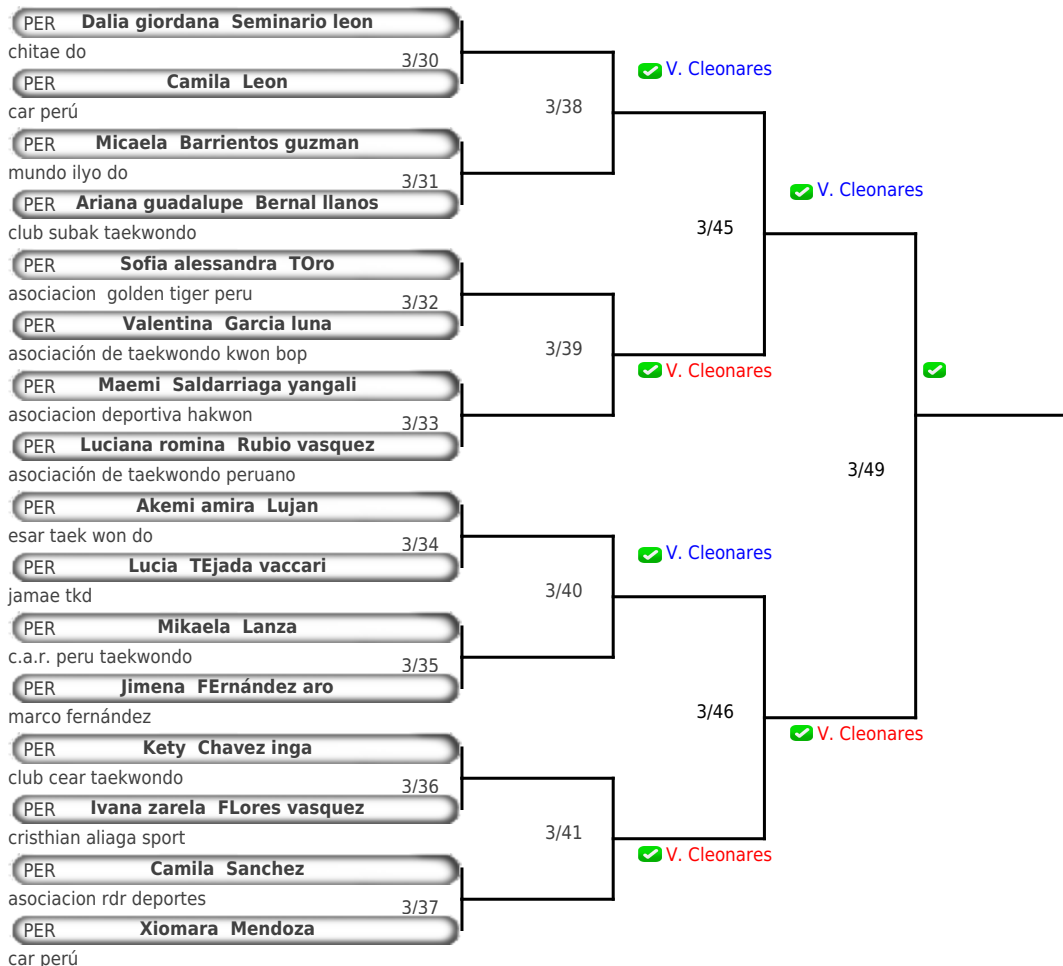 PER Dalia giordana Seminario leon
chitae do
3/30
PER Camila Leon
car perú
PER Micaela Barrientos guzman
mundo ilyo do
3/31
PER Ariana guadalupe Bernal llanos
club subak taekwondo
PER Sofia alessandra TOro
asociacion golden tiger peru
3/32
PER Valentina Garcia luna
asociación de taekwondo kwon bop
PER Maemi Saldarriaga yangali
asociacion deportiva hakwon
3/33
PER Luciana romina Rubio vasquez
asociación de taekwondo peruano
PER Akemi amira Lujan
esar taek won do
3/34
PER Lucia TEjada vaccari
jamae tkd
PER Mikaela Lanza
c.a.r. peru taekwondo
3/35
PER Jimena FErnández aro
marco fernández
PER Kety Chavez inga
club cear taekwondo
3/36
PER Ivana zarela FLores vasquez
cristhian aliaga sport
PER Camila Sanchez
asociacion rdr deportes
3/37
PER Xiomara Mendoza
car perú
V. Cleonares
3/38
3/39
V. Cleonares
V. Cleonares
3/40
3/41
V. Cleonares
V. Cleonares
3/45
3/46
V. Cleonares
3/49